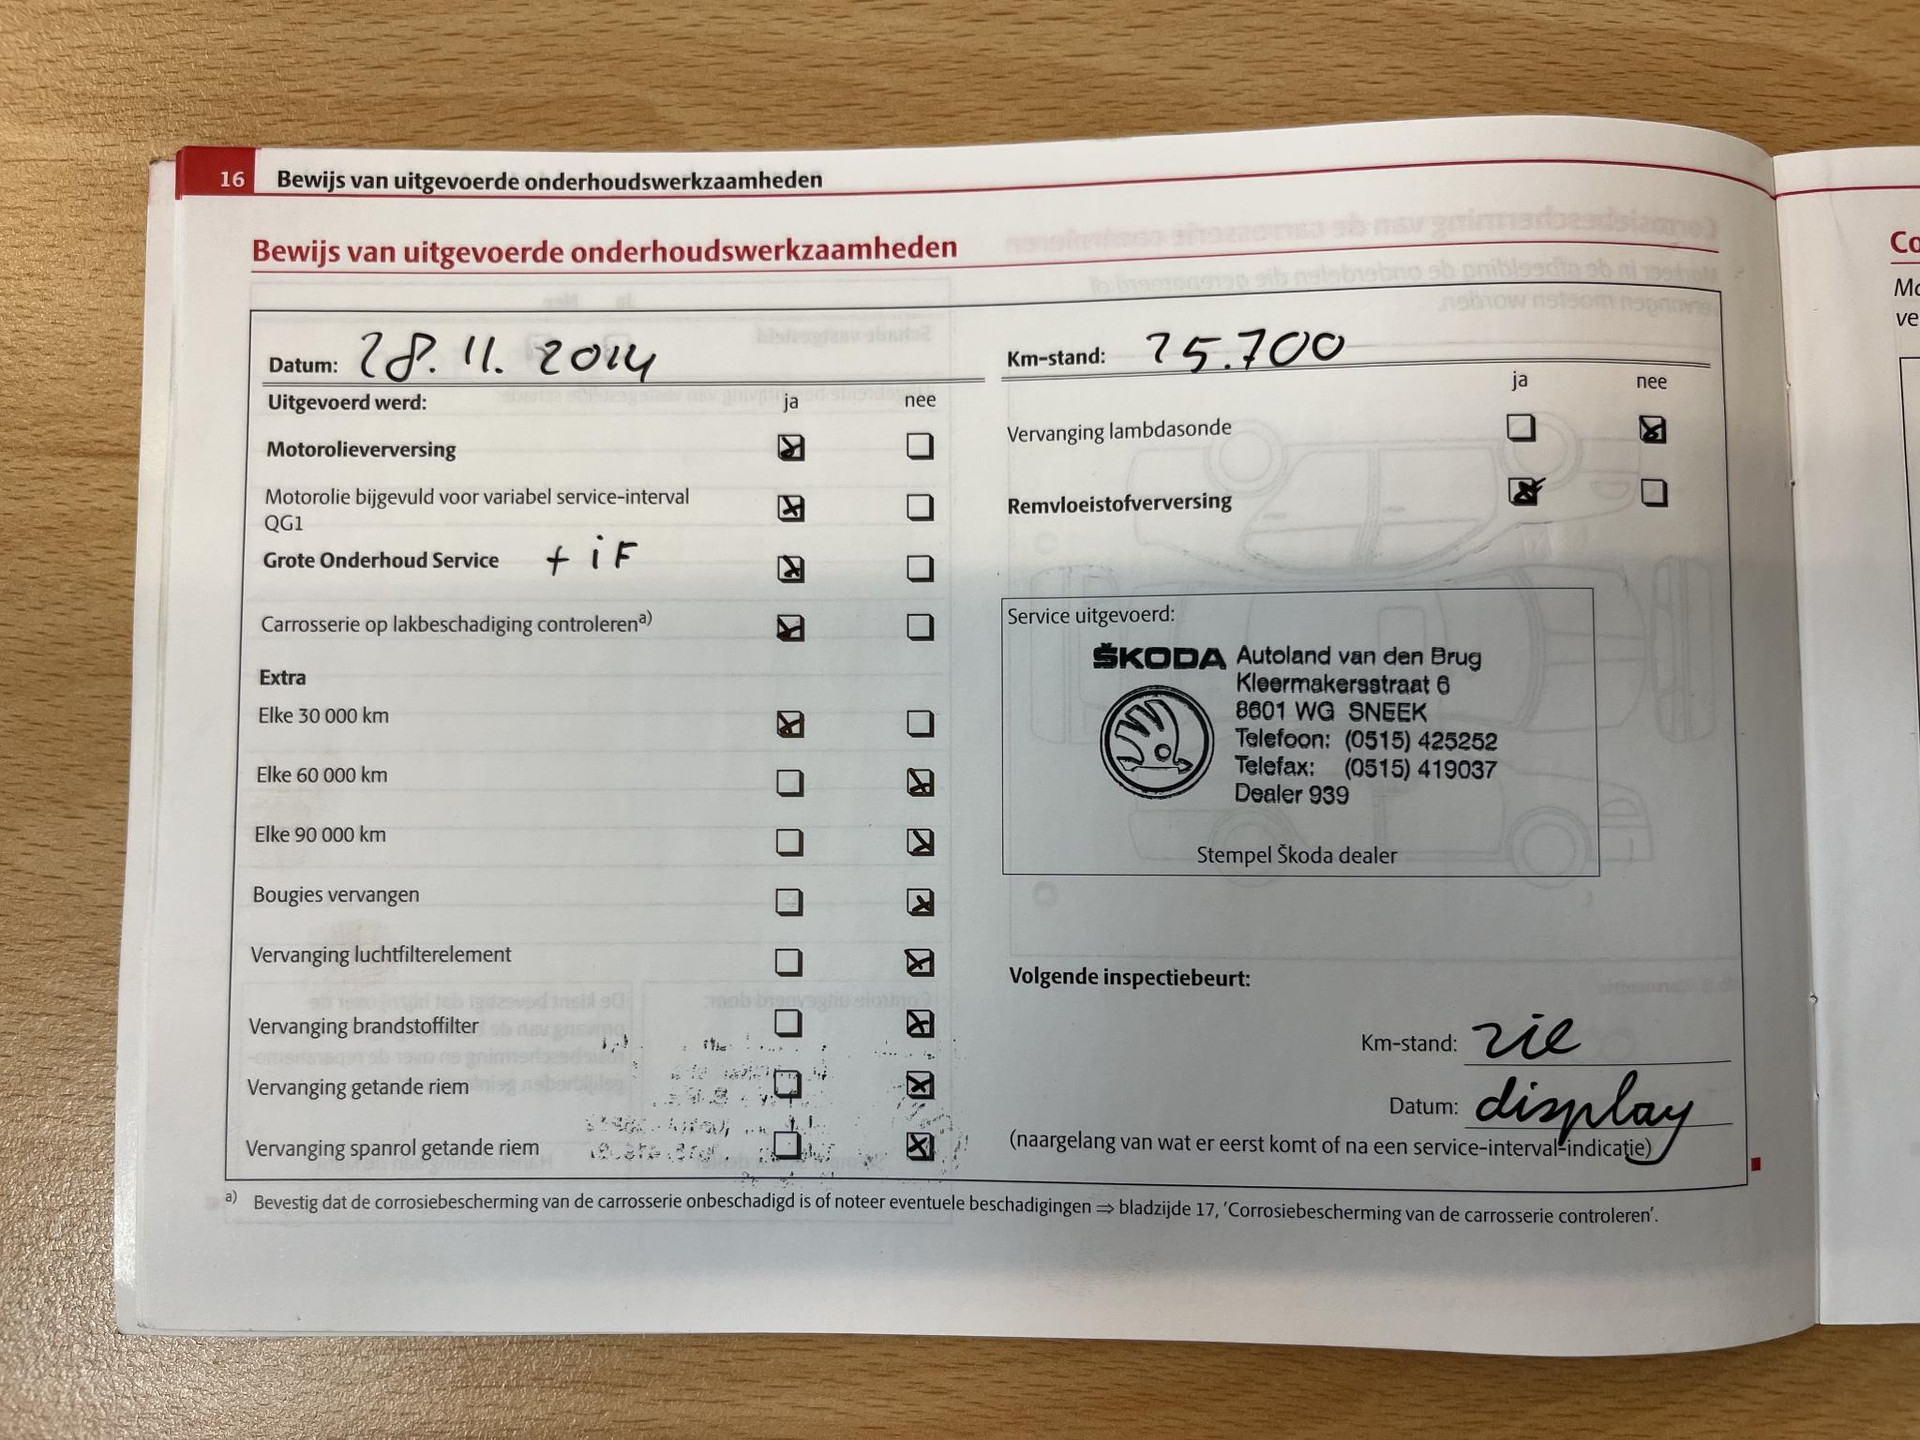 16 Bewijs van uitgevoerde onderhoudswerkzaamheden
Bewijs van uitgevoerde onderhoudswerkzaamheden
Datum: 28.11.2014
Uitgevoerd werd: ja nee
Motorolieverversing
Motorolie bijgevuld voor variabel service-interval
QG1
Grote Onderhoud Service + iF
Carrosserie op lakbeschadiging controleren a)
Extra
Elke 30 000 km
Elke 60 000 km
Elke 90 000 km
Bougies vervangen
Vervanging luchtfilterelement
Vervanging brandstoffilter
Vervanging getande riem
Vervanging spanrol getande riem
Km-stand: 25.700
ja nee
Vervanging lambdasonde
Remvloeistofverversing
Service uitgevoerd:
ŠKODA Autoland van den Brug
Kleermakersstraat 6
8601 WG SNEEK
Telefoon: (0515) 425252
Telefax: (0515) 419037
Dealer 939
Stempel Škoda dealer
Volgende inspectiebeurt:
Km-stand: zie
Datum: display
(naargelang van wat er eerst komt of na een service-interval-indicatie)
a) Bevestig dat de corrosiebescherming van de carrosserie onbeschadigd is of noteer eventuele beschadigingen ⇒ bladzijde 17, 'Corrosiebescherming van de carrosserie controleren'.
Co
ve